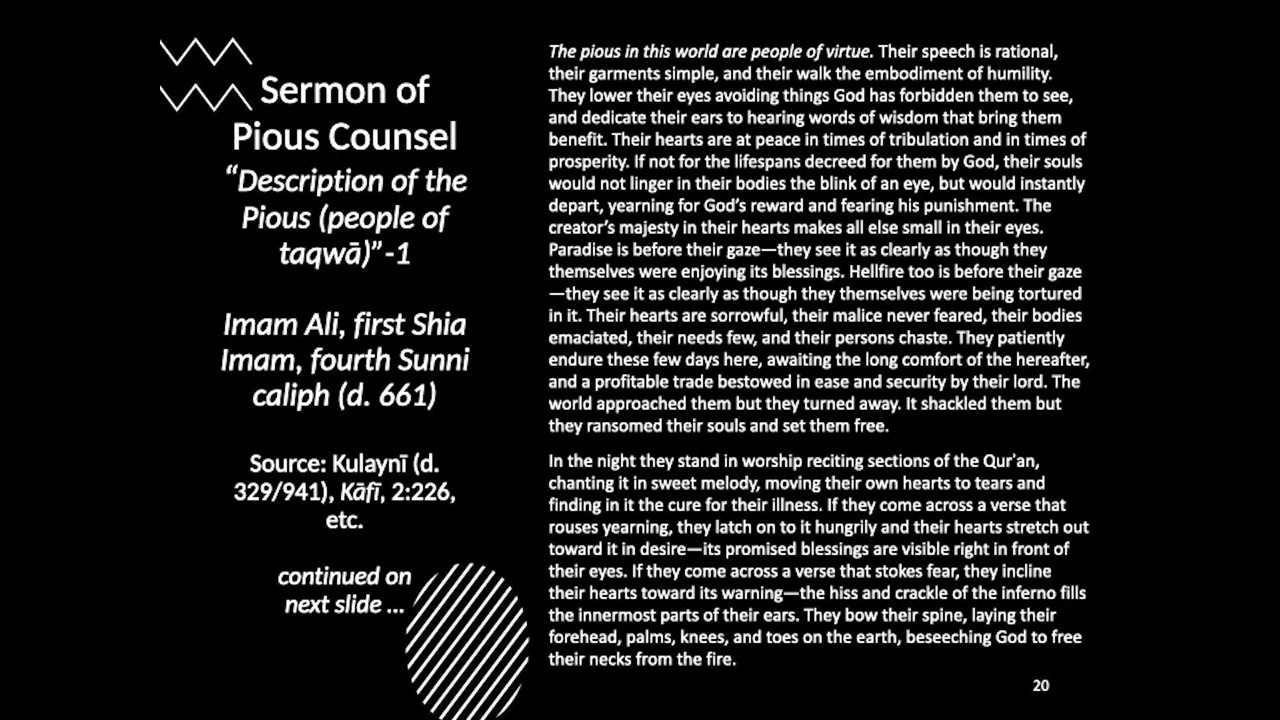 Sermon of
Pious Counsel
“Description of the
Pious (people of
taqwā)”-1
Imam Ali, first Shia
Imam, fourth Sunni
caliph (d. 661)
Source: Kulaynī (d.
329/941), Kāfī, 2:226,
etc.
continued on
next slide ...
The pious in this world are people of virtue. Their speech is rational,
their garments simple, and their walk the embodiment of humility.
They lower their eyes avoiding things God has forbidden them to see,
and dedicate their ears to hearing words of wisdom that bring them
benefit. Their hearts are at peace in times of tribulation and in times of
prosperity. If not for the lifespans decreed for them by God, their souls
would not linger in their bodies the blink of an eye, but would instantly
depart, yearning for God’s reward and fearing his punishment. The
creator’s majesty in their hearts makes all else small in their eyes.
Paradise is before their gaze—they see it as clearly as though they
themselves were enjoying its blessings. Hellfire too is before their gaze
—they see it as clearly as though they themselves were being tortured
in it. Their hearts are sorrowful, their malice never feared, their bodies
emaciated, their needs few, and their persons chaste. They patiently
endure these few days here, awaiting the long comfort of the hereafter,
and a profitable trade bestowed in ease and security by their lord. The
world approached them but they turned away. It shackled them but
they ransomed their souls and set them free.
In the night they stand in worship reciting sections of the Qurʾan,
chanting it in sweet melody, moving their own hearts to tears and
finding in it the cure for their illness. If they come across a verse that
rouses yearning, they latch on to it hungrily and their hearts stretch out
toward it in desire—its promised blessings are visible right in front of
their eyes. If they come across a verse that stokes fear, they incline
their hearts toward its warning—the hiss and crackle of the inferno fills
the innermost parts of their ears. They bow their spine, laying their
forehead, palms, knees, and toes on the earth, beseeching God to free
their necks from the fire.
20